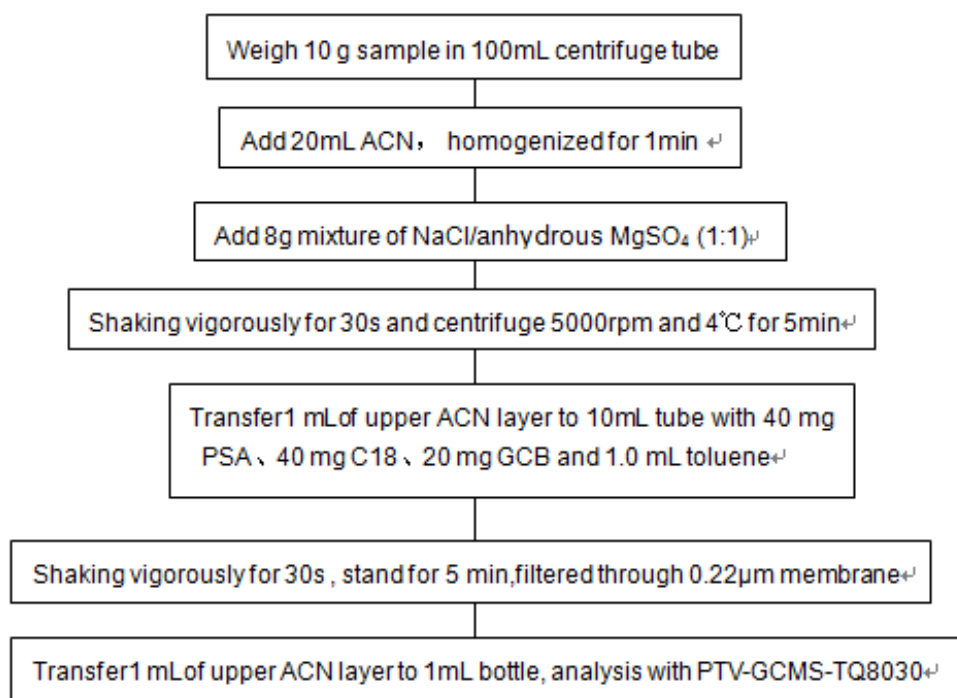 Weigh 10 g sample in 100mL centrifuge tube
Add 20mL ACN， homogenized for 1min ↵
Add 8g mixture of NaCl/anhydrous MgSO₄ (1:1)↵
Shaking vigorously for 30s and centrifuge 5000rpm and 4℃ for 5min↵
Transfer1 mLof upper ACN layer to 10mL tube with 40 mg
PSA、40 mg C18、20 mg GCB and 1.0 mL toluene↵
Shaking vigorously for 30s , stand for 5 min,filtered through 0.22μm membrane↵
Transfer1 mLof upper ACN layer to 1mL bottle, analysis with PTV-GCMS-TQ8030↵